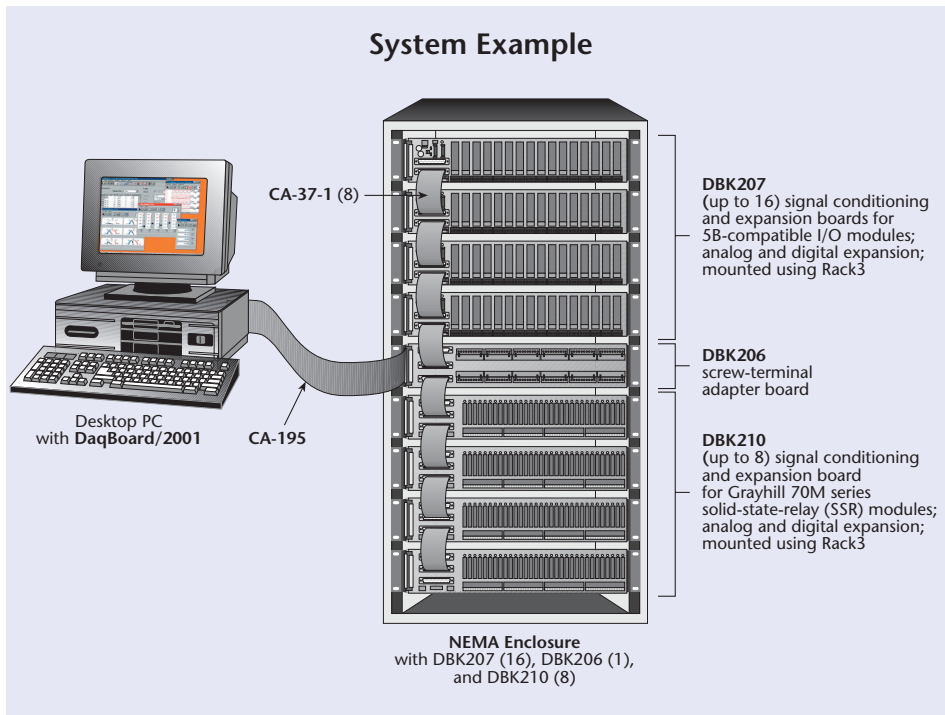 System Example
CA-37-1 (8)
DBK207
(up to 16) signal conditioning
and expansion boards for
5B-compatible I/O modules;
analog and digital expansion;
mounted using Rack3
DBK206
screw-terminal
adapter board
Desktop PC
with DaqBoard/2001
CA-195
DBK210
(up to 8) signal conditioning
and expansion board
for Grayhill 70M series
solid-state-relay (SSR) modules;
analog and digital expansion;
mounted using Rack3
NEMA Enclosure
with DBK207 (16), DBK206 (1),
and DBK210 (8)